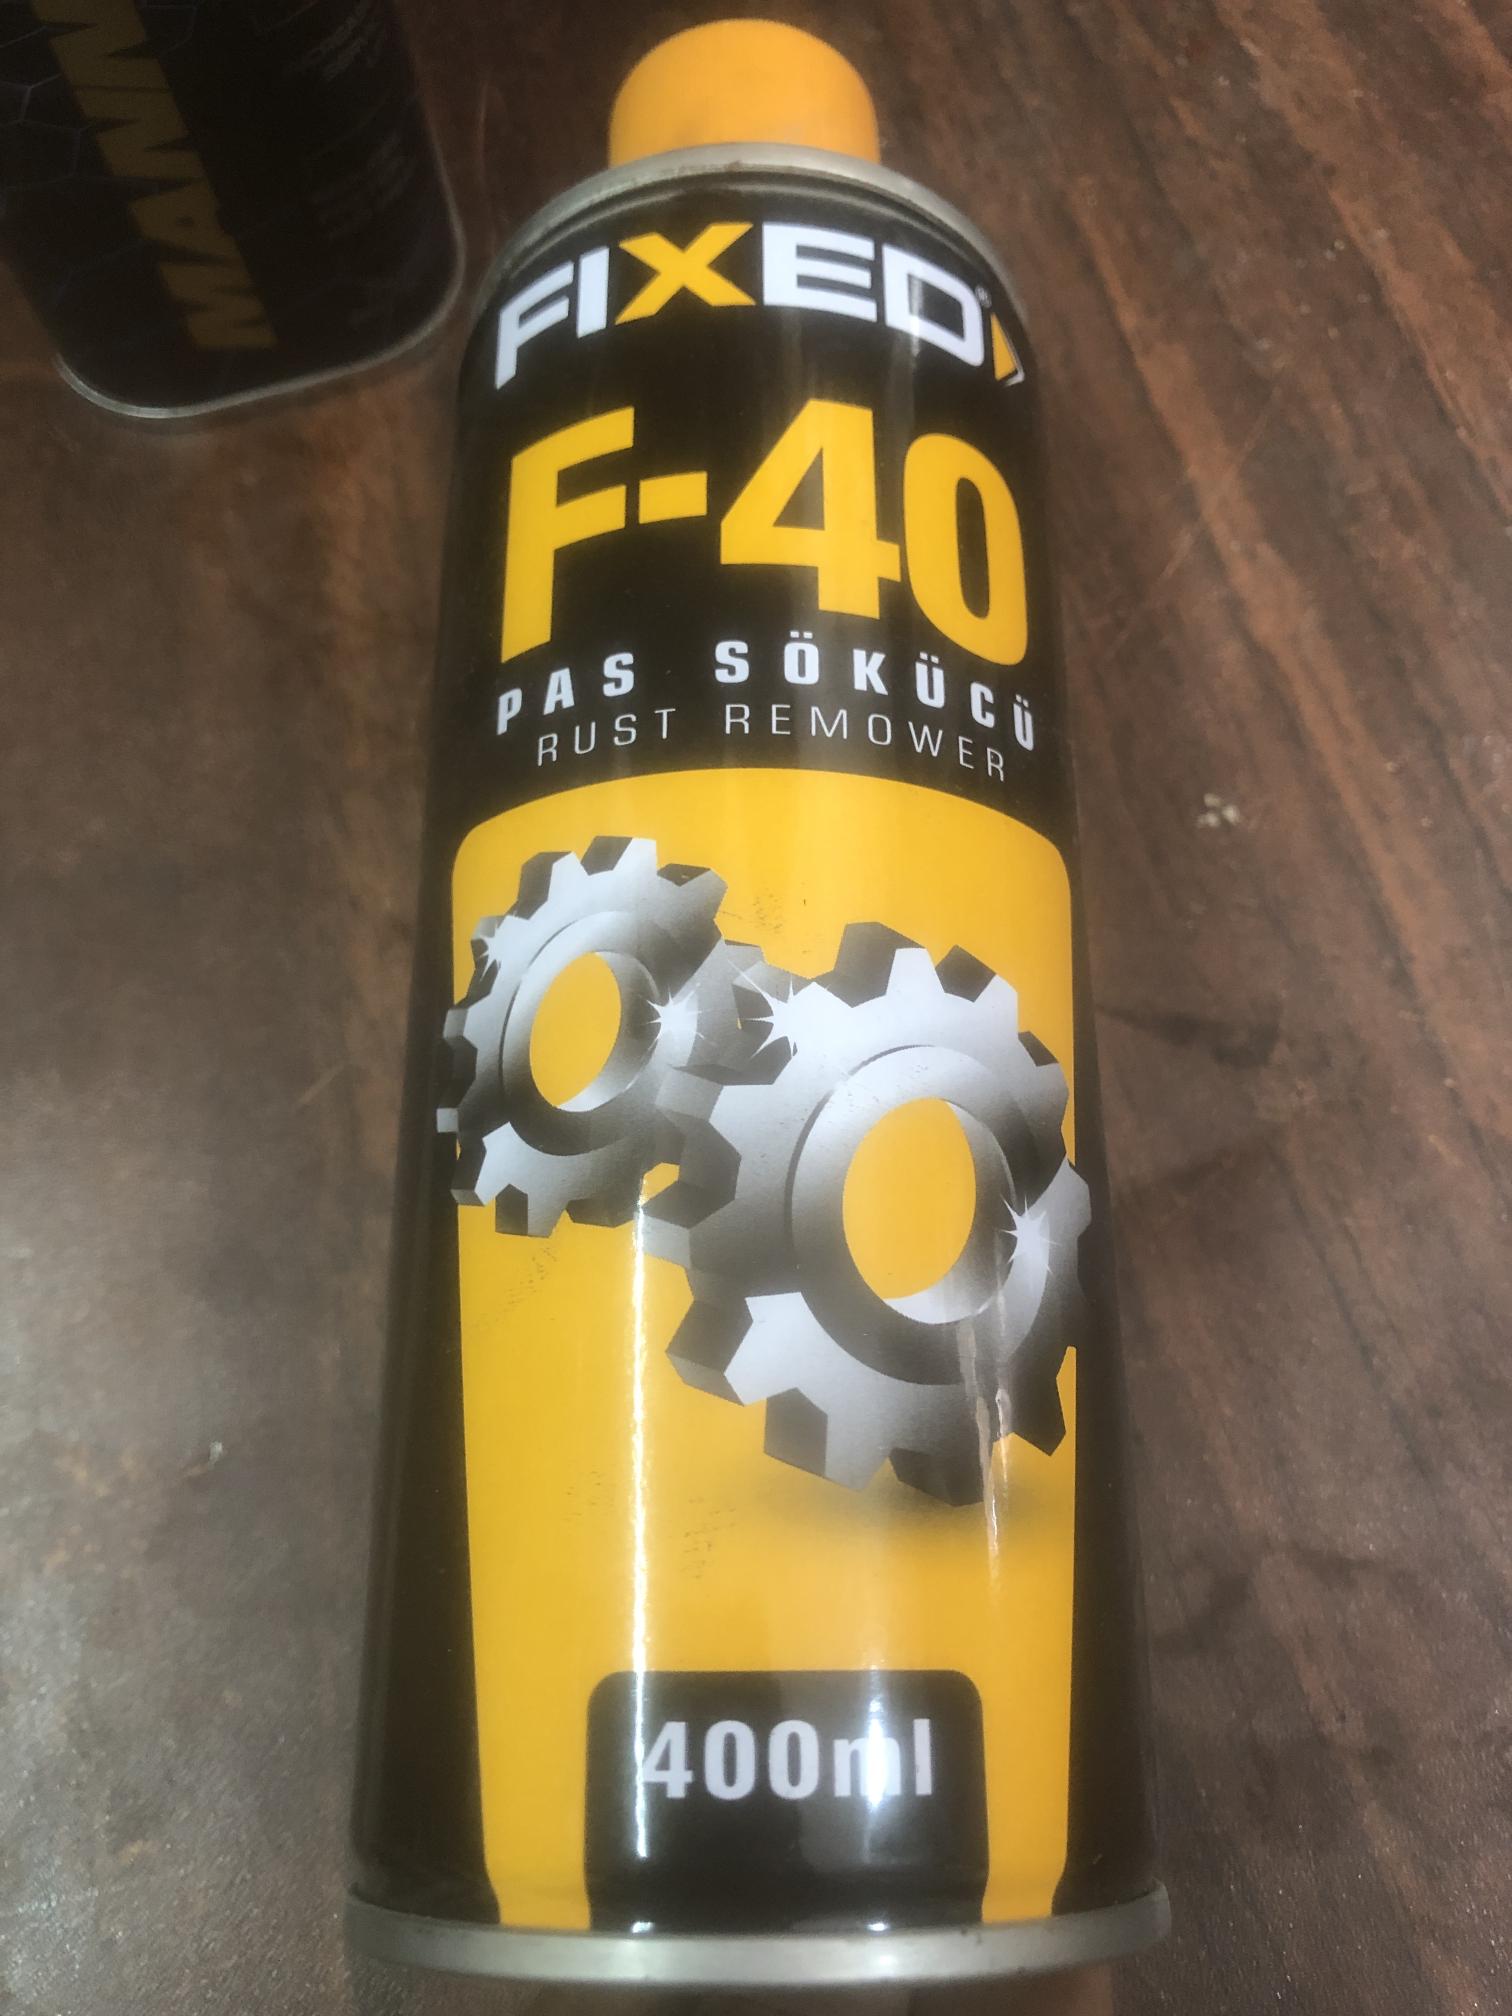 FIXED®
F-40
PAS SÖKÜCÜ
RUST REMOWER
400ml